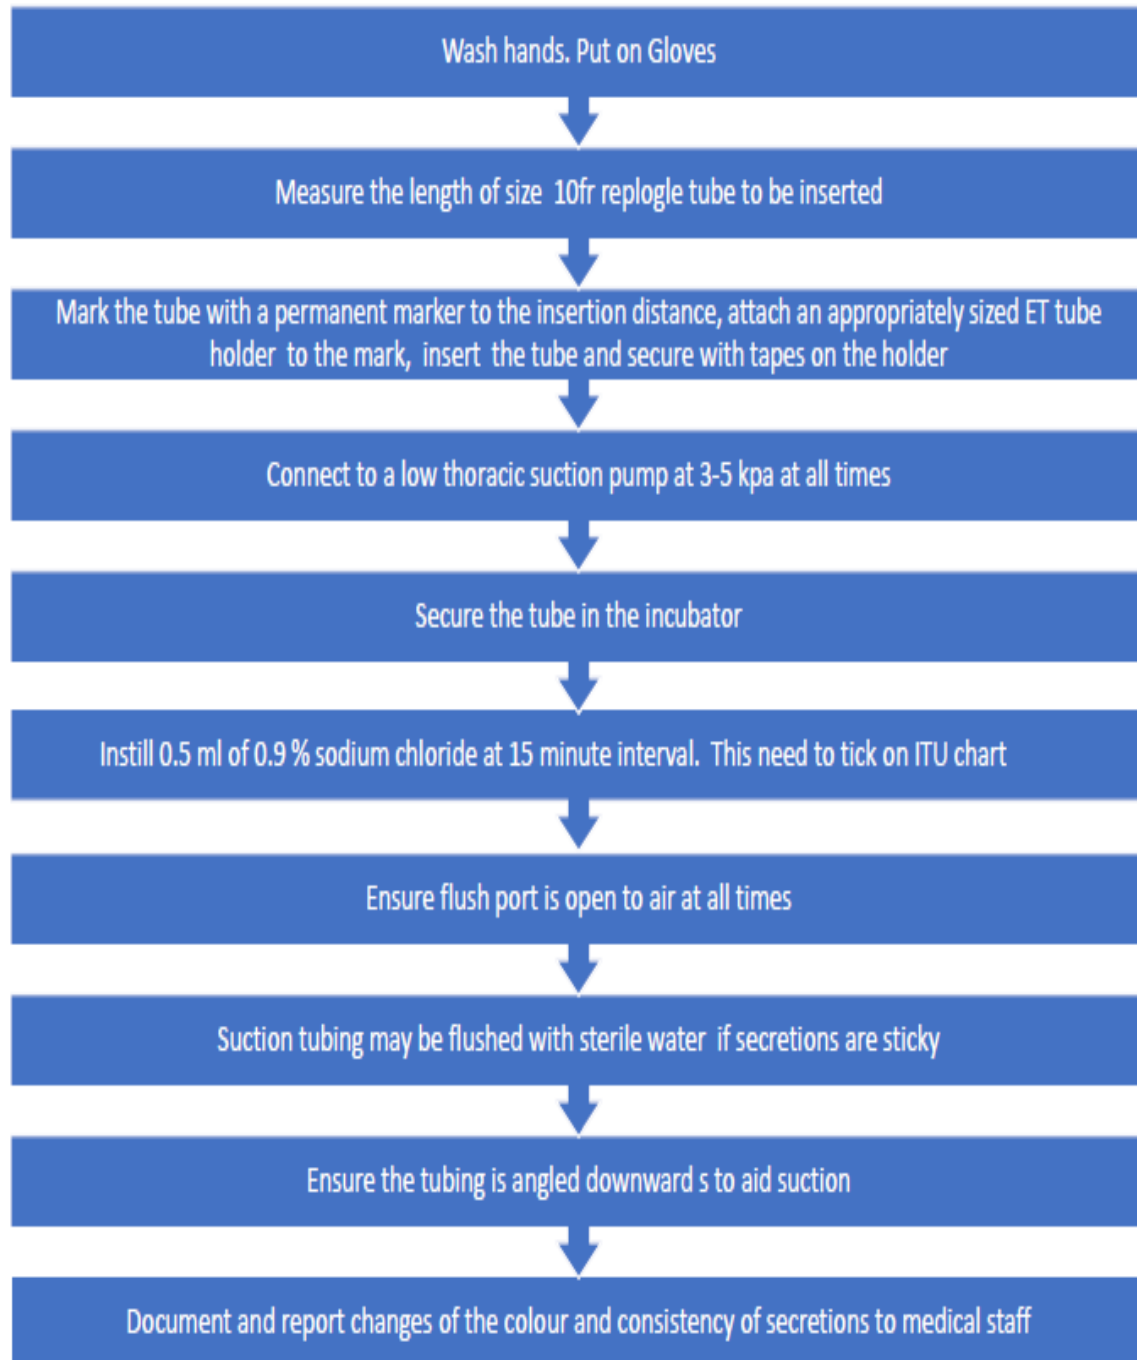 Wash hands. Put on Gloves
Measure the length of size 10fr replogle tube to be inserted
Mark the tube with a permanent marker to the insertion distance, attach an appropriately sized ET tube
holder to the mark, insert the tube and secure with tapes on the holder
Connect to a low thoracic suction pump at 3-5 kpa at all times
Secure the tube in the incubator
Instill 0.5 ml of 0.9 % sodium chloride at 15 minute interval. This need to tick on ITU chart
Ensure flush port is open to air at all times
Suction tubing may be flushed with sterile water if secretions are sticky
Ensure the tubing is angled downward s to aid suction
Document and report changes of the colour and consistency of secretions to medical staff